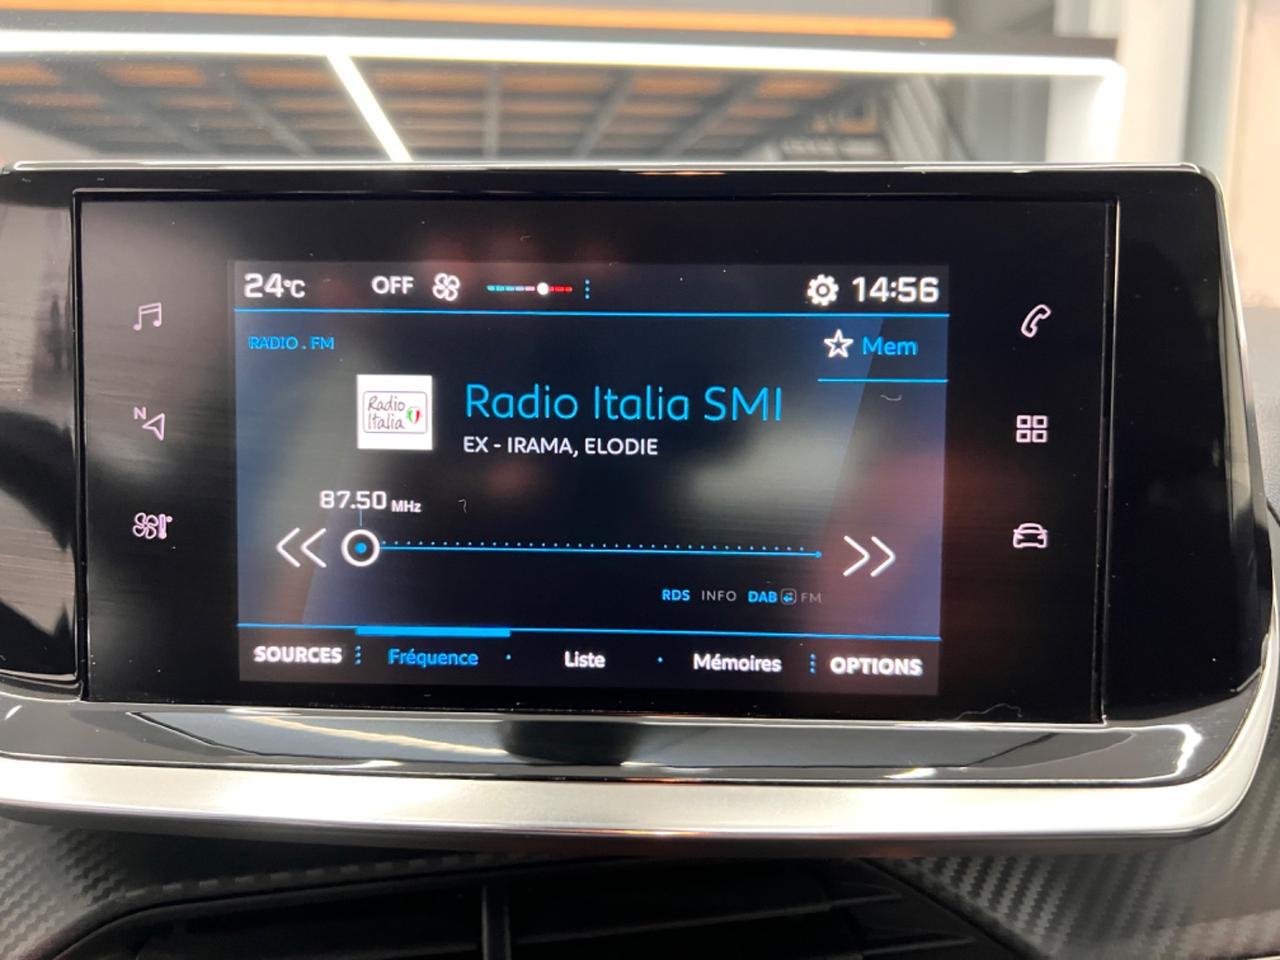 24°C OFF 14:56
RADIO . FM
Mem
Radio Italia
Radio Italia SMI
EX - IRAMA, ELODIE
N
87.50 MHz
RDS INFO DAB FM
SOURCES Fréquence Liste Mémoires OPTIONS